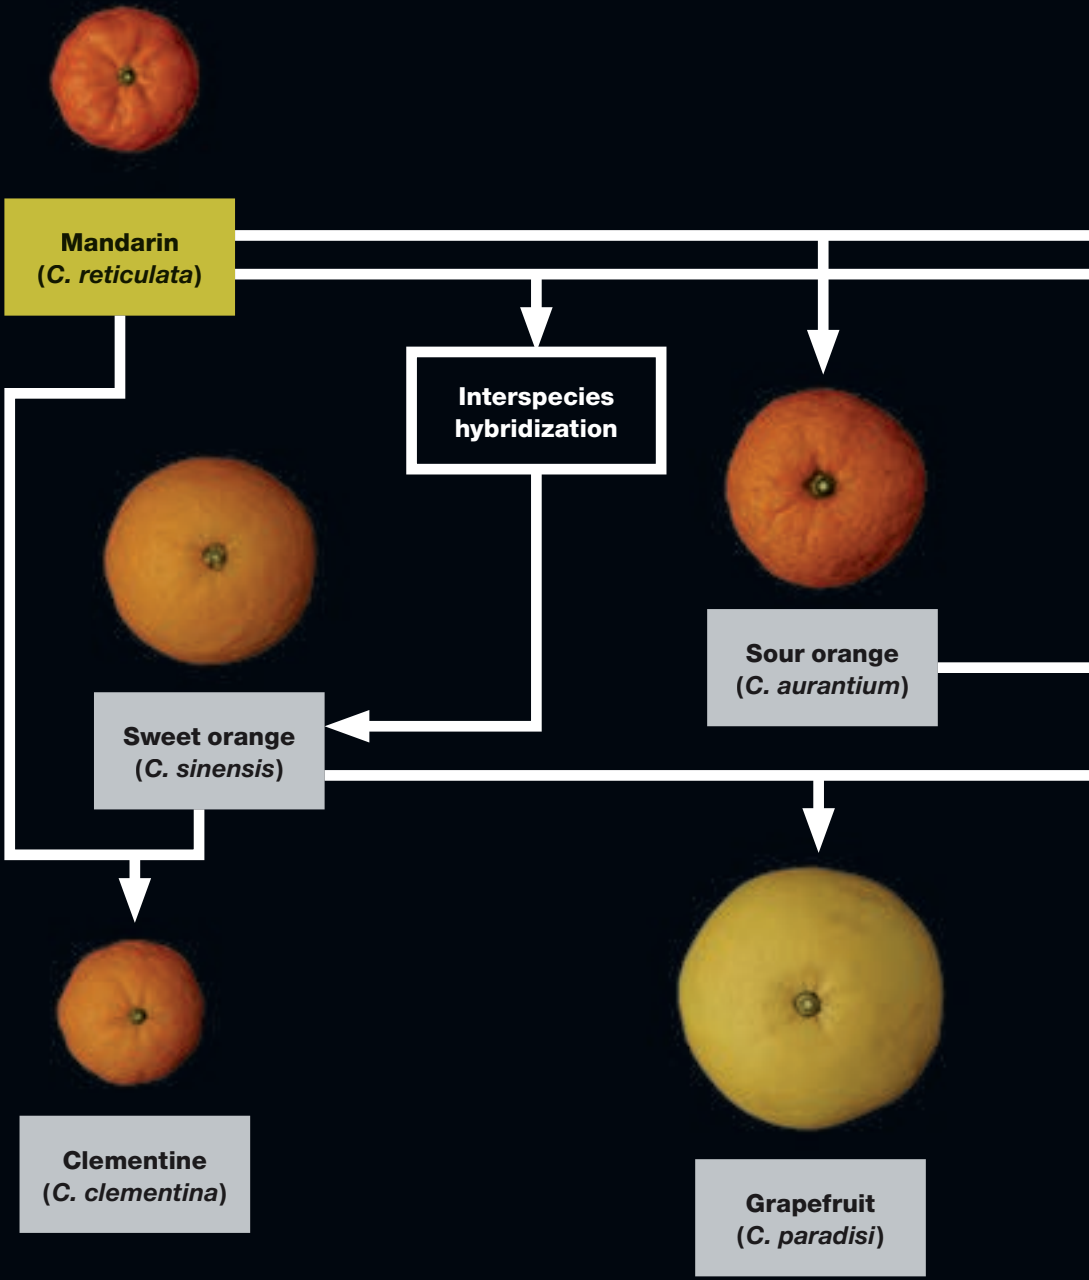 Mandarin
(C. reticulata)
Interspecies
hybridization
Sour orange
(C. aurantium)
Sweet orange
(C. sinensis)
Clementine
(C. clementina)
Grapefruit
(C. paradisi)